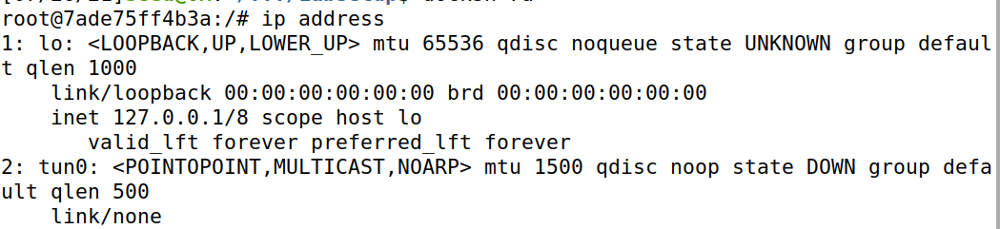 root@7ade75ff4b3a:/# ip address
1: lo: <LOOPBACK,UP,LOWER_UP> mtu 65536 qdisc noqueue state UNKNOWN group defaul
t qlen 1000
    link/loopback 00:00:00:00:00:00 brd 00:00:00:00:00:00
    inet 127.0.0.1/8 scope host lo
       valid_lft forever preferred_lft forever
2: tun0: <POINTOPOINT,MULTICAST,NOARP> mtu 1500 qdisc noop state DOWN group defa
ult qlen 500
    link/none